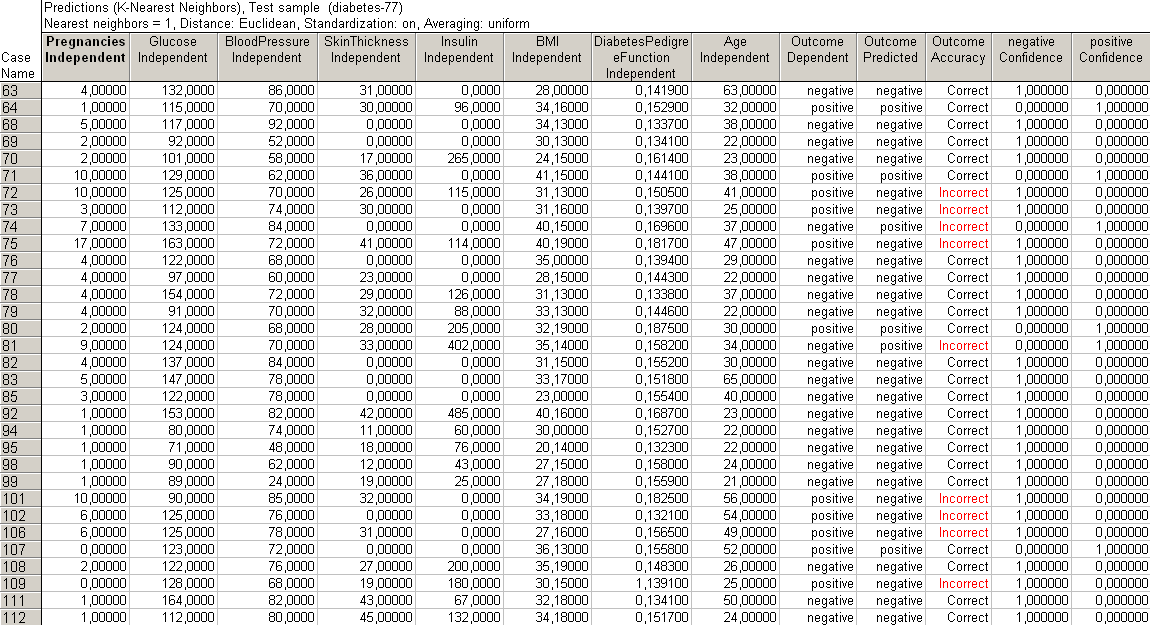 Predictions (K-Nearest Neighbors), Test sample (diabetes-77)
Nearest neighbors = 1, Distance: Euclidean, Standardization: on, Averaging: uniform
Case Name Pregnancies Independent Glucose Independent BloodPressure Independent SkinThickness Independent Insulin Independent BMI Independent DiabetesPedigreeFunction Independent Age Independent Outcome Dependent Outcome Predicted Outcome Accuracy negative Confidence positive Confidence
63 4,00000 132,0000 86,0000 31,00000 0,0000 28,00000 0,141900 63,00000 negative negative Correct 1,000000 0,000000
64 1,00000 115,0000 70,0000 30,00000 96,0000 34,16000 0,152900 32,00000 positive positive Correct 0,000000 1,000000
68 5,00000 117,0000 92,0000 0,00000 0,0000 34,13000 0,133700 38,00000 negative negative Correct 1,000000 0,000000
69 2,00000 92,0000 52,0000 0,00000 0,0000 30,13000 0,134100 22,00000 negative negative Correct 1,000000 0,000000
70 2,00000 101,0000 58,0000 17,00000 265,0000 24,15000 0,161400 23,00000 negative negative Correct 1,000000 0,000000
71 10,00000 129,0000 62,0000 36,00000 0,0000 41,15000 0,144100 38,00000 positive positive Correct 0,000000 1,000000
72 10,00000 125,0000 70,0000 26,00000 115,0000 31,13000 0,150500 41,00000 positive negative Incorrect 1,000000 0,000000
73 3,00000 112,0000 74,0000 30,00000 0,0000 31,16000 0,139700 25,00000 positive negative Incorrect 1,000000 0,000000
74 7,00000 133,0000 84,0000 0,00000 0,0000 40,15000 0,169600 37,00000 negative positive Incorrect 0,000000 1,000000
75 17,00000 163,0000 72,0000 41,00000 114,0000 40,19000 0,181700 47,00000 positive negative Incorrect 1,000000 0,000000
76 4,00000 122,0000 68,0000 0,00000 0,0000 35,00000 0,139400 29,00000 negative negative Correct 1,000000 0,000000
77 4,00000 97,0000 60,0000 23,00000 0,0000 28,15000 0,144300 22,00000 negative negative Correct 1,000000 0,000000
78 4,00000 154,0000 72,0000 29,00000 126,0000 31,13000 0,133800 37,00000 negative negative Correct 1,000000 0,000000
79 4,00000 91,0000 70,0000 32,00000 88,0000 33,13000 0,144600 22,00000 negative negative Correct 1,000000 0,000000
80 2,00000 124,0000 68,0000 28,00000 205,0000 32,19000 0,187500 30,00000 positive positive Correct 0,000000 1,000000
81 9,00000 124,0000 70,0000 33,00000 402,0000 35,14000 0,158200 34,00000 negative positive Incorrect 0,000000 1,000000
82 4,00000 137,0000 84,0000 0,00000 0,0000 31,15000 0,155200 30,00000 negative negative Correct 1,000000 0,000000
83 5,00000 147,0000 78,0000 0,00000 0,0000 33,17000 0,151800 65,00000 negative negative Correct 1,000000 0,000000
85 3,00000 122,0000 78,0000 0,00000 0,0000 23,00000 0,155400 40,00000 negative negative Correct 1,000000 0,000000
92 1,00000 153,0000 82,0000 42,00000 485,0000 40,16000 0,168700 23,00000 negative negative Correct 1,000000 0,000000
94 1,00000 80,0000 74,0000 11,00000 60,0000 30,00000 0,152700 22,00000 negative negative Correct 1,000000 0,000000
95 1,00000 71,0000 48,0000 18,00000 76,0000 20,14000 0,132300 22,00000 negative negative Correct 1,000000 0,000000
98 1,00000 90,0000 62,0000 12,00000 43,0000 27,15000 0,158000 24,00000 negative negative Correct 1,000000 0,000000
99 1,00000 89,0000 24,0000 19,00000 25,0000 27,18000 0,155900 21,00000 negative negative Correct 1,000000 0,000000
101 10,00000 90,0000 85,0000 32,00000 0,0000 34,19000 0,182500 56,00000 positive negative Incorrect 1,000000 0,000000
102 6,00000 125,0000 76,0000 0,00000 0,0000 33,18000 0,132100 54,00000 positive negative Incorrect 1,000000 0,000000
106 6,00000 125,0000 78,0000 31,00000 0,0000 27,16000 0,156500 49,00000 positive negative Incorrect 1,000000 0,000000
107 0,00000 123,0000 72,0000 0,00000 0,0000 36,13000 0,155800 52,00000 positive positive Correct 0,000000 1,000000
108 2,00000 122,0000 76,0000 27,00000 200,0000 35,19000 0,148300 26,00000 negative negative Correct 1,000000 0,000000
109 0,00000 128,0000 68,0000 19,00000 180,0000 30,15000 1,139100 25,00000 positive negative Incorrect 1,000000 0,000000
111 1,00000 164,0000 82,0000 43,00000 67,0000 32,18000 0,134100 50,00000 negative negative Correct 1,000000 0,000000
112 1,00000 112,0000 80,0000 45,00000 132,0000 34,18000 0,151700 24,00000 negative negative Correct 1,000000 0,000000